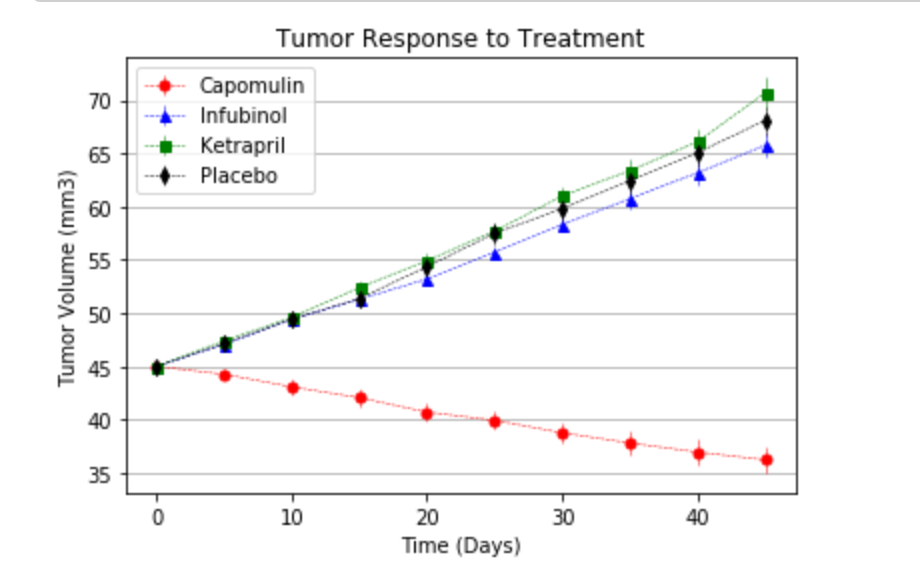 Tumor Response to Treatment
Capomulin
Infubinol
Ketrapril
Placebo
Tumor Volume (mm3)
70
65
60
55
50
45
40
35
0 10 20 30 40
Time (Days)